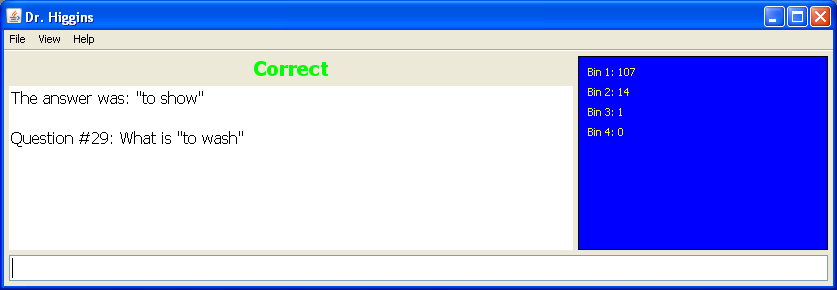 Dr. Higgins
File View Help
Correct
The answer was: "to show"
Question #29: What is "to wash"
Bin 1: 107
Bin 2: 14
Bin 3: 1
Bin 4: 0